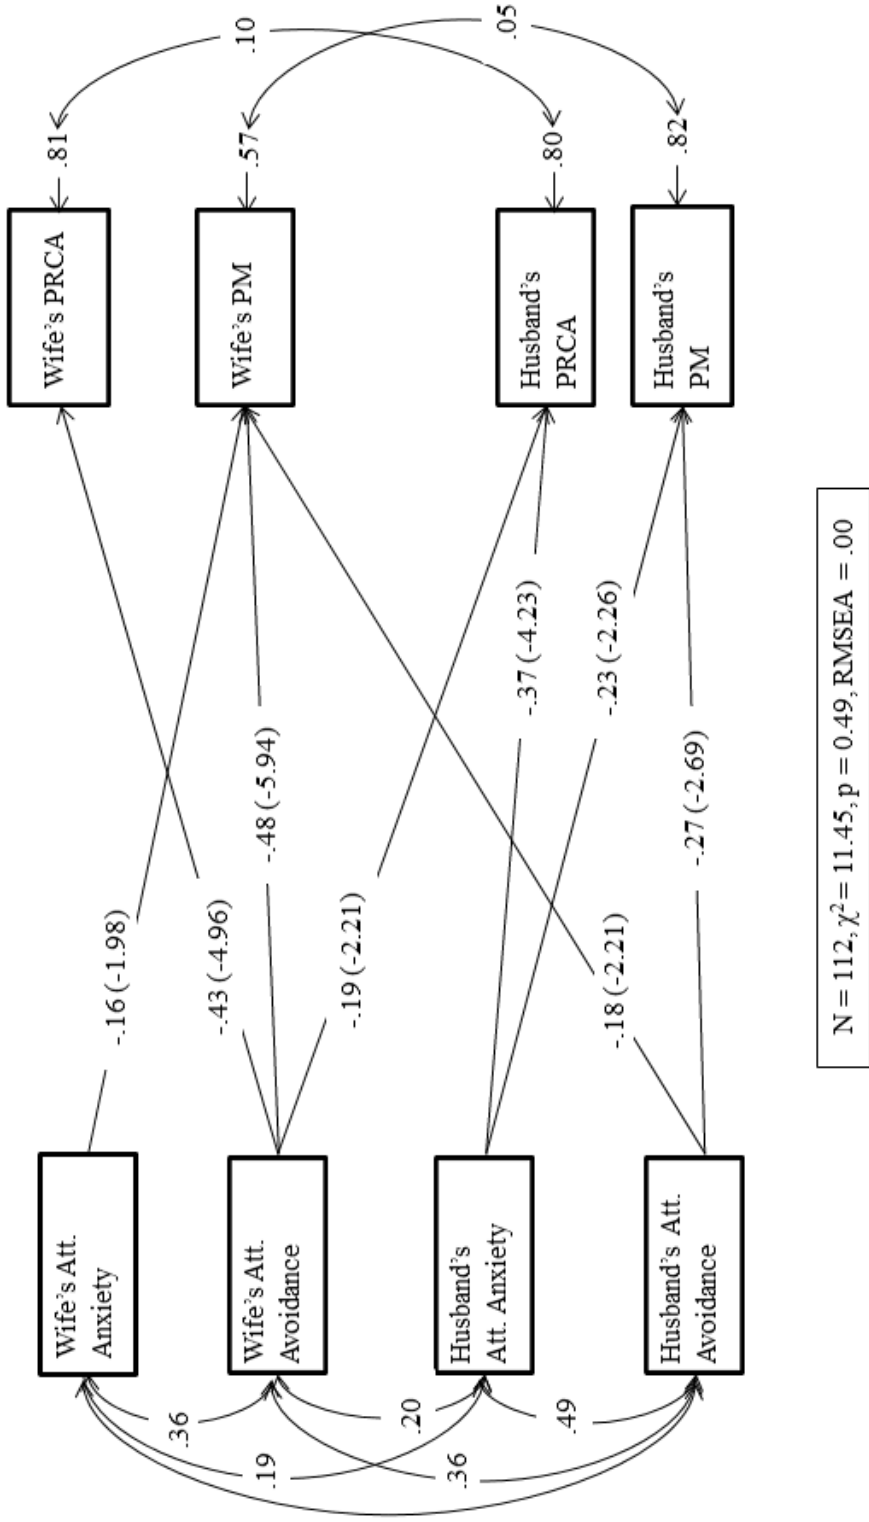 Wife's Att.
Anxiety
Wife's Att.
Avoidance
Husband's
Att. Anxiety
Husband's Att.
Avoidance
.36
.19
.20
.36
.49
-.16 (-1.98)
-.43 (-4.96)
-.48 (-5.94)
-.19 (-2.21)
-.37 (-4.23)
-.23 (-2.26)
-.18 (-2.21)
-.27 (-2.69)
Wife's PRCA
Wife's PM
Husband's
PRCA
Husband's
PM
.81
.57
.80
.82
.10
.05
N = 112, χ² = 11.45, p = 0.49, RMSEA = .00